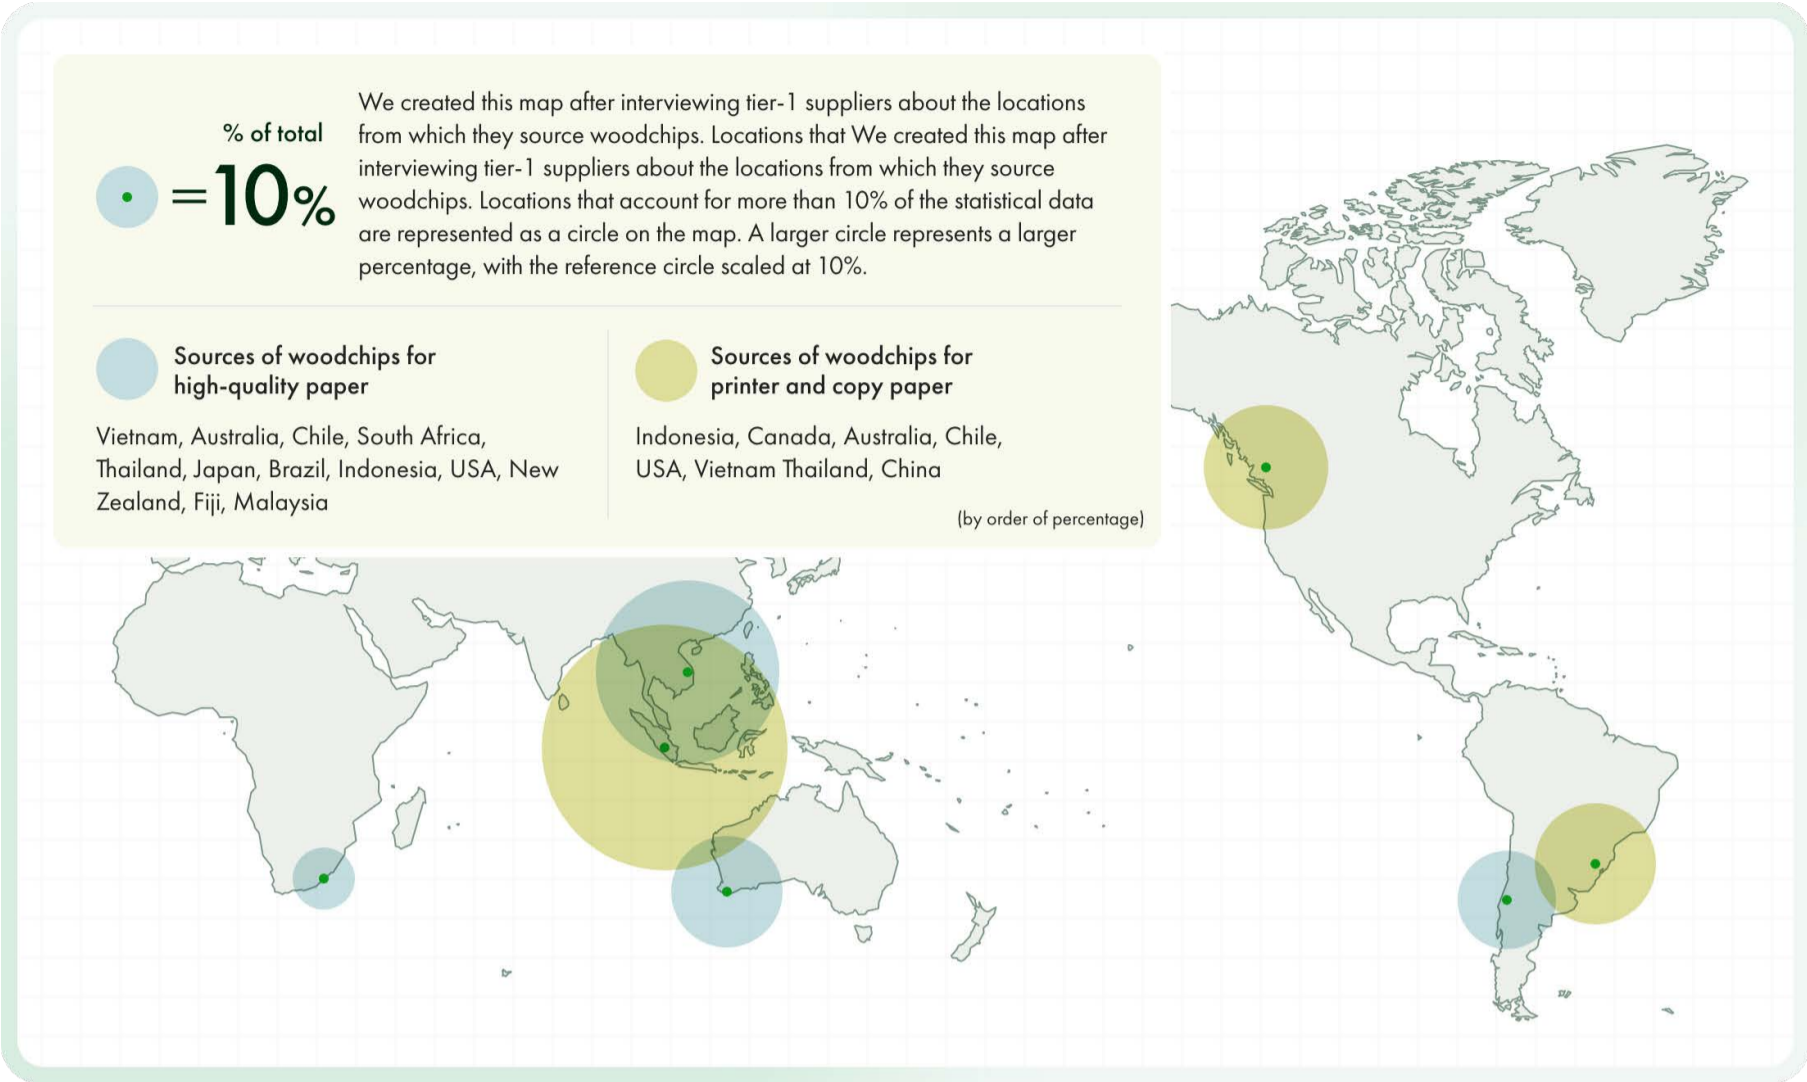 % of total
=10%
We created this map after interviewing tier-1 suppliers about the locations
from which they source woodchips. Locations that We created this map after
interviewing tier-1 suppliers about the locations from which they source
woodchips. Locations that account for more than 10% of the statistical data
are represented as a circle on the map. A larger circle represents a larger
percentage, with the reference circle scaled at 10%.
Sources of woodchips for
high-quality paper
Vietnam, Australia, Chile, South Africa,
Thailand, Japan, Brazil, Indonesia, USA, New
Zealand, Fiji, Malaysia
Sources of woodchips for
printer and copy paper
Indonesia, Canada, Australia, Chile,
USA, Vietnam Thailand, China
(by order of percentage)